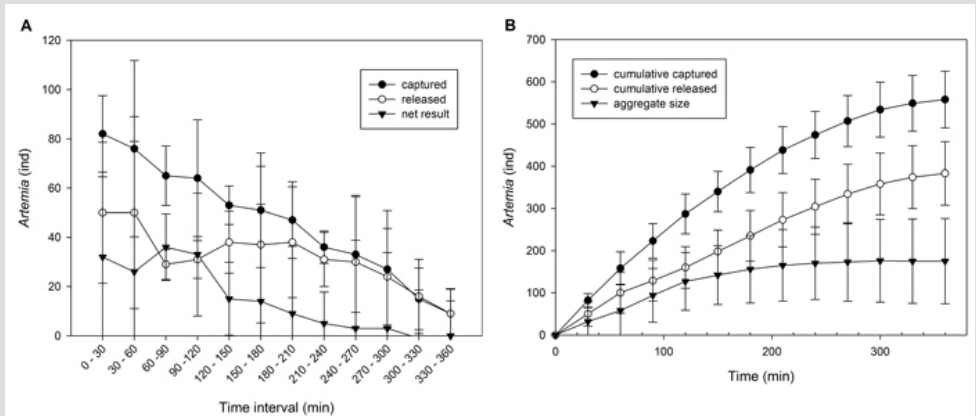 A
120
100
80
60
40
20
0
Artemia (ind)
captured
released
net result
0 - 30
30 - 60
60 -90
90 -120
120 - 150
150 - 180
180 - 210
210 - 240
240 - 270
270 - 300
300 - 330
330 - 360
Time interval (min)
B
700
600
500
400
300
200
100
0
Artemia (ind)
cumulative captured
cumulative released
aggregate size
0
100
200
300
Time (min)